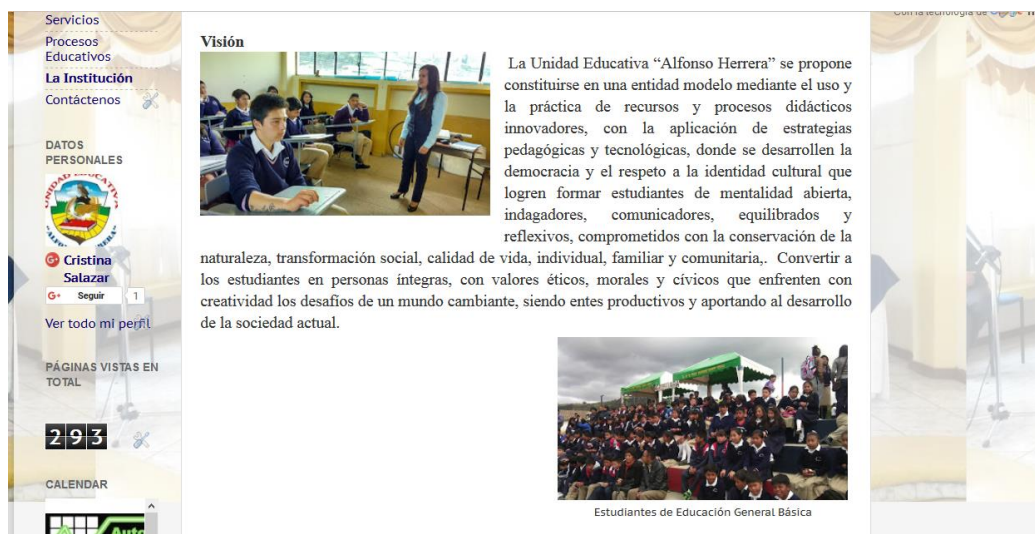 Con la tecnología de
Servicios
Procesos
Educativos
La Institución
Contáctenos
DATOS
PERSONALES
UNIDAD EDUCATIVA
Cristina
Salazar
G+ Seguir 1
Ver todo mi perfil
PÁGINAS VISTAS EN
TOTAL
293
CALENDAR
Visión
La Unidad Educativa “Alfonso Herrera” se propone
constituirse en una entidad modelo mediante el uso y
la práctica de recursos y procesos didácticos
innovadores, con la aplicación de estrategias
pedagógicas y tecnológicas, donde se desarrollen la
democracia y el respeto a la identidad cultural que
logren formar estudiantes de mentalidad abierta,
indagadores, comunicadores, equilibrados y
reflexivos, comprometidos con la conservación de la
naturaleza, transformación social, calidad de vida, individual, familiar y comunitaria,. Convertir a
los estudiantes en personas íntegras, con valores éticos, morales y cívicos que enfrenten con
creatividad los desafíos de un mundo cambiante, siendo entes productivos y aportando al desarrollo
de la sociedad actual.
Estudiantes de Educación General Básica